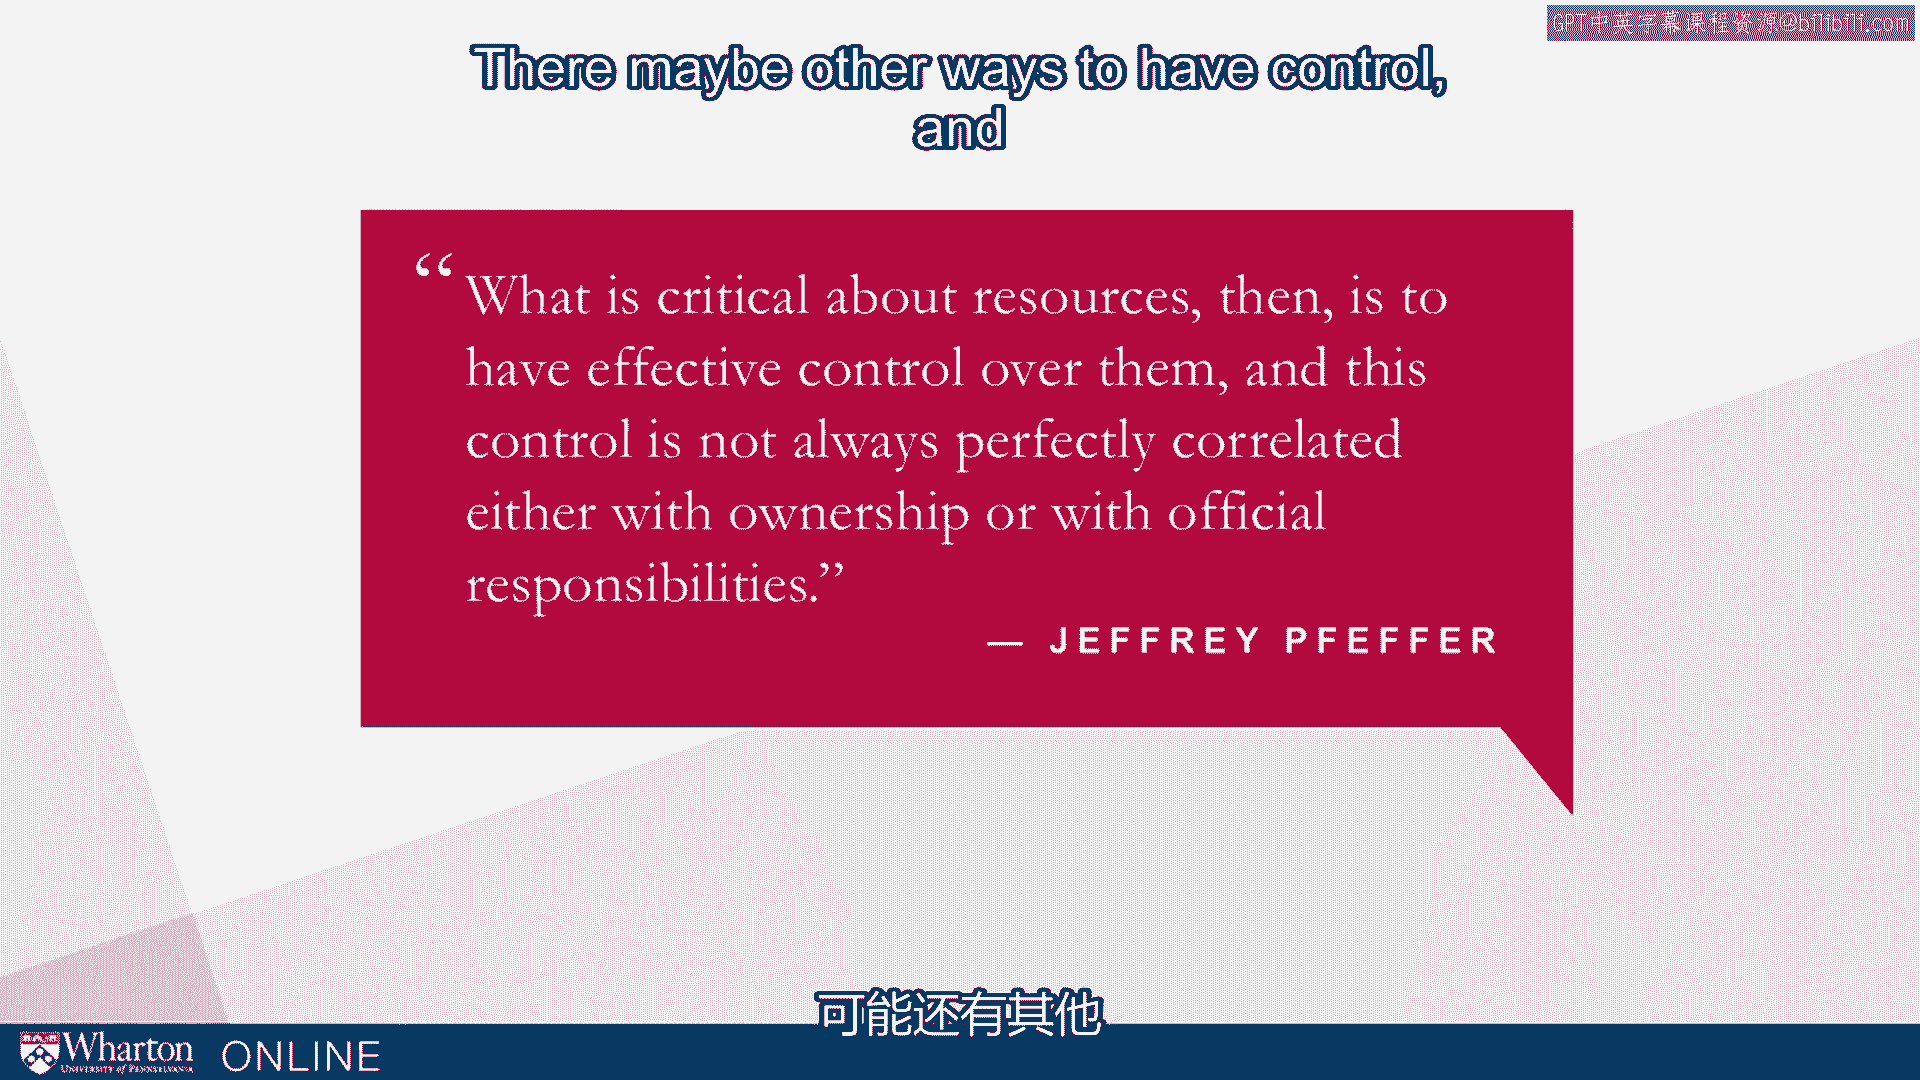 GPT中英字幕课程资源@bilibili.com
There maybe other ways to have control,
and
“What is critical about resources, then, is to
have effective control over them, and this
control is not always perfectly correlated
either with ownership or with official
responsibilities.”
— JEFFREY PFEFFER
可能还有其他
Wharton ONLINE
UNIVERSITY of PENNSYLVANIA